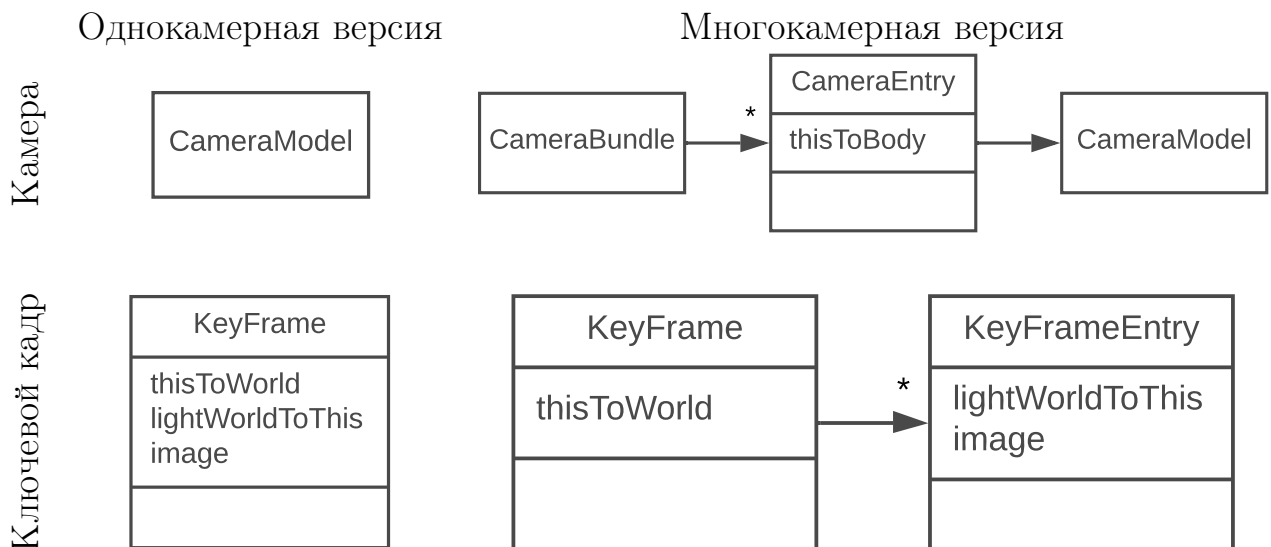 Однокамерная версия
Многокамерная версия
Камера
CameraModel
CameraBundle
*
CameraEntry
thisToBody
CameraModel
Ключевой кадр
KeyFrame
thisToWorld
lightWorldToThis
image
KeyFrame
thisToWorld
*
KeyFrameEntry
lightWorldToThis
image